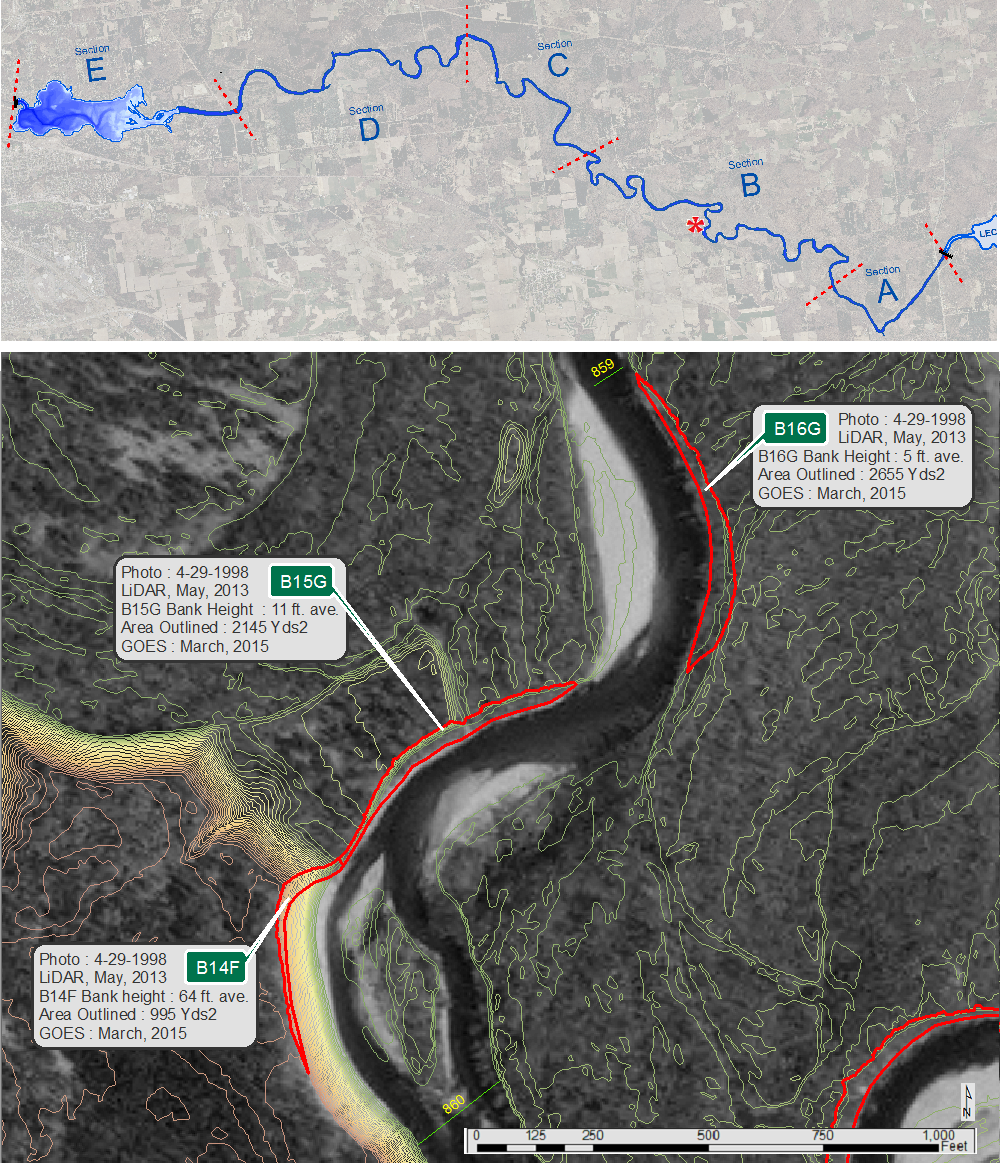 Section
E
Section
D
Section
C
Section
B
Section
A
LEC
859
B16G
Photo : 4-29-1998
LiDAR, May, 2013
B16G Bank Height : 5 ft. ave.
Area Outlined : 2655 Yds2
GOES : March, 2015
Photo : 4-29-1998
B15G
LiDAR, May, 2013
B15G Bank Height : 11 ft. ave.
Area Outlined : 2145 Yds2
GOES : March, 2015
Photo : 4-29-1998
B14F
LiDAR, May, 2013
B14F Bank height : 64 ft. ave.
Area Outlined : 995 Yds2
GOES : March, 2015
860
N
0 125 250 500 750 1,000
Feet